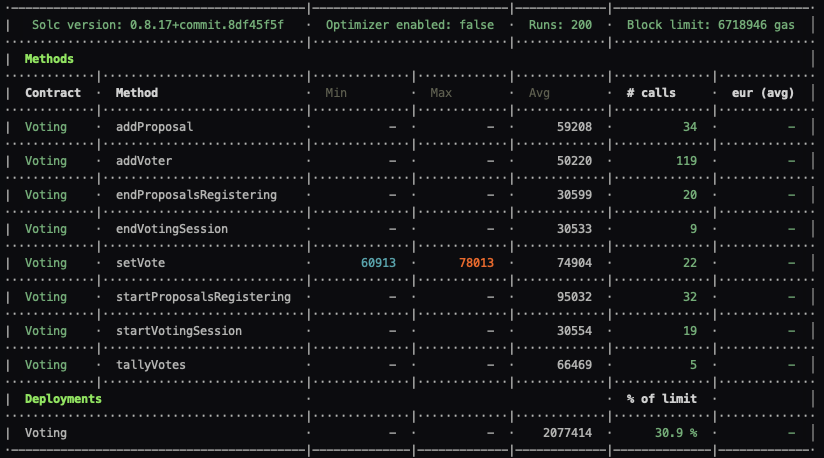 Solc version: 0.8.17+commit.8df45f5f · Optimizer enabled: false · Runs: 200 · Block limit: 6718946 gas
Methods
Contract · Method · Min · Max · Avg · # calls · eur (avg)
Voting · addProposal · - · - · 59208 · 34 · -
Voting · addVoter · - · - · 50220 · 119 · -
Voting · endProposalsRegistering · - · - · 30599 · 20 · -
Voting · endVotingSession · - · - · 30533 · 9 · -
Voting · setVote · 60913 · 78013 · 74904 · 22 · -
Voting · startProposalsRegistering · - · - · 95032 · 32 · -
Voting · startVotingSession · - · - · 30554 · 19 · -
Voting · tallyVotes · - · - · 66469 · 5 · -
Deployments · % of limit ·
Voting · - · - · 2077414 · 30.9 % · -